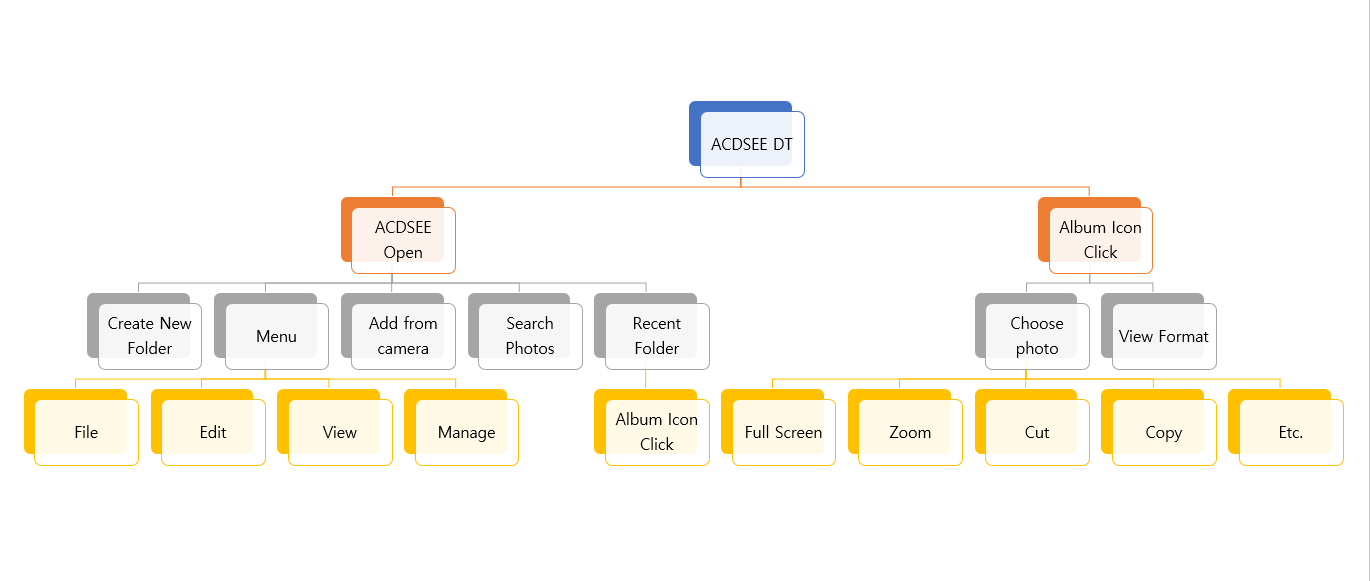 ACDSEE DT
ACDSEE
Open
Album Icon
Click
Create New
Folder
Menu
Add from
camera
Search
Photos
Recent
Folder
Choose
photo
View Format
File
Edit
View
Manage
Album Icon
Click
Full Screen
Zoom
Cut
Copy
Etc.